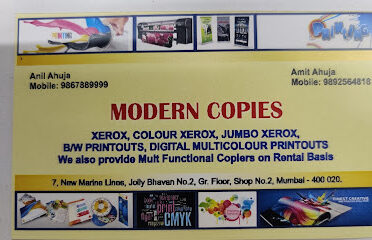 PRINTING
Anil Ahuja
Mobile: 9867889999
Amit Ahuja
Mobile: 9892564818
MODERN COPIES
XEROX, COLOUR XEROX, JUMBO XEROX,
B/W PRINTOUTS, DIGITAL MULTICOLOUR PRINTOUTS
We also provide Mult Functional Copiers on Rental Basis
7, New Marine Lines, Jolly Bhavan No.2, Gr. Floor, Shop No.2, Mumbai - 400 020.
CMYK